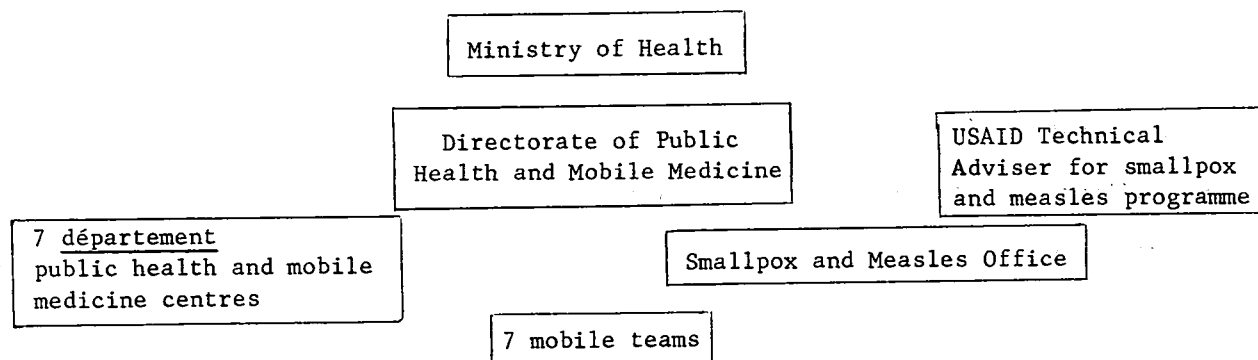 Ministry of Health
Directorate of Public
Health and Mobile Medicine
USAID Technical
Adviser for smallpox
and measles programme
7 département
public health and mobile
medicine centres
Smallpox and Measles Office
7 mobile teams